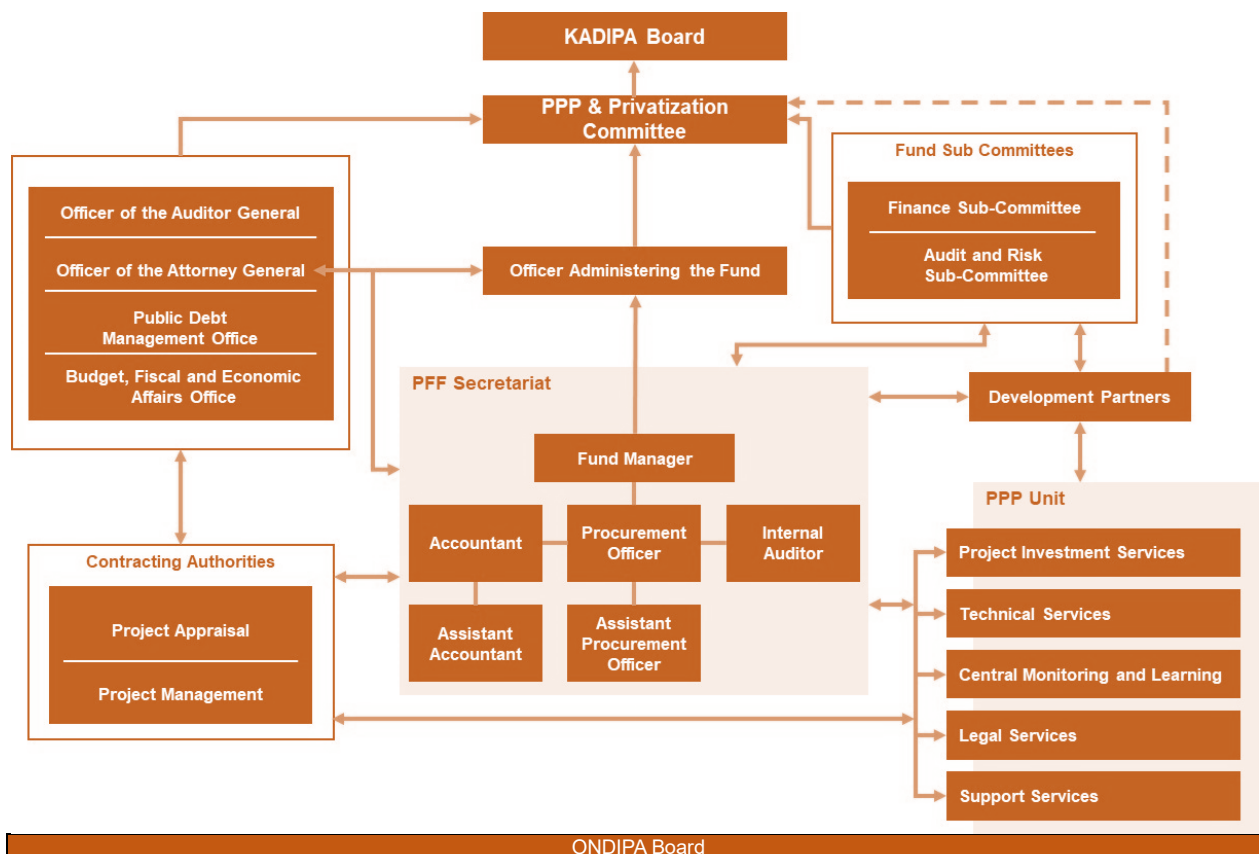 KADIPA Board
PPP & Privatization
Committee
Fund Sub Committees
Officer of the Auditor General
Finance Sub-Committee
Officer of the Attorney General
Officer Administering the Fund
Audit and Risk
Sub-Committee
Public Debt
Management Office
Budget, Fiscal and Economic
Affairs Office
PFF Secretariat
Development Partners
Fund Manager
PPP Unit
Accountant
Procurement
Officer
Internal
Auditor
Project Investment Services
Contracting Authorities
Project Appraisal
Project Management
Assistant
Accountant
Assistant
Procurement
Officer
Technical Services
Central Monitoring and Learning
Legal Services
Support Services
ONDIPA Board